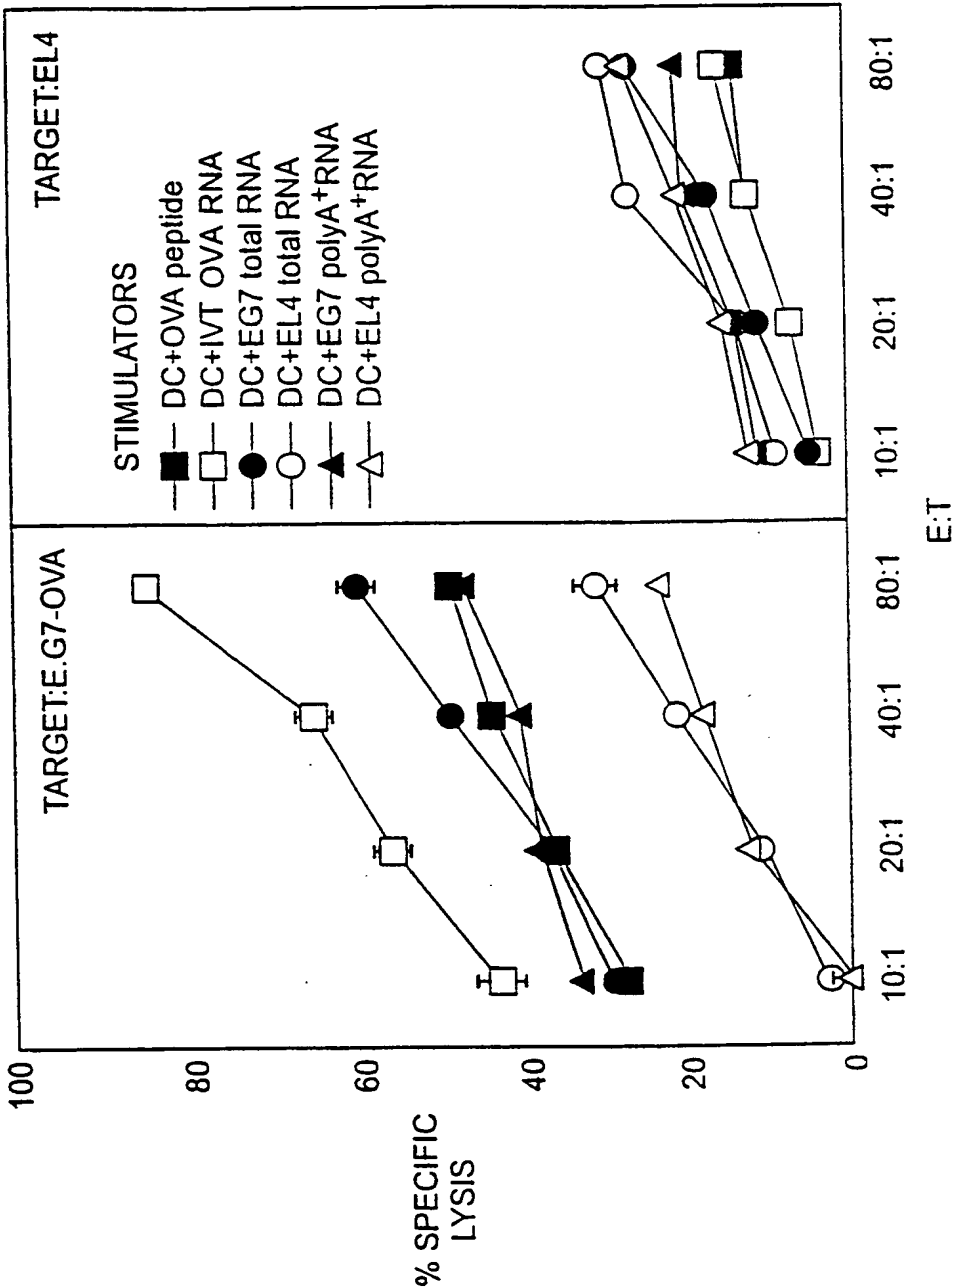 TARGET:E.G7-OVA
TARGET:EL4
STIMULATORS
DC+OVA peptide
DC+IVT OVA RNA
DC+EG7 total RNA
DC+EL4 total RNA
DC+EG7 polyA⁺RNA
DC+EL4 polyA⁺RNA
% SPECIFIC
LYSIS
100
80
60
40
20
0
10:1
20:1
40:1
80:1
10:1
20:1
40:1
80:1
E:T